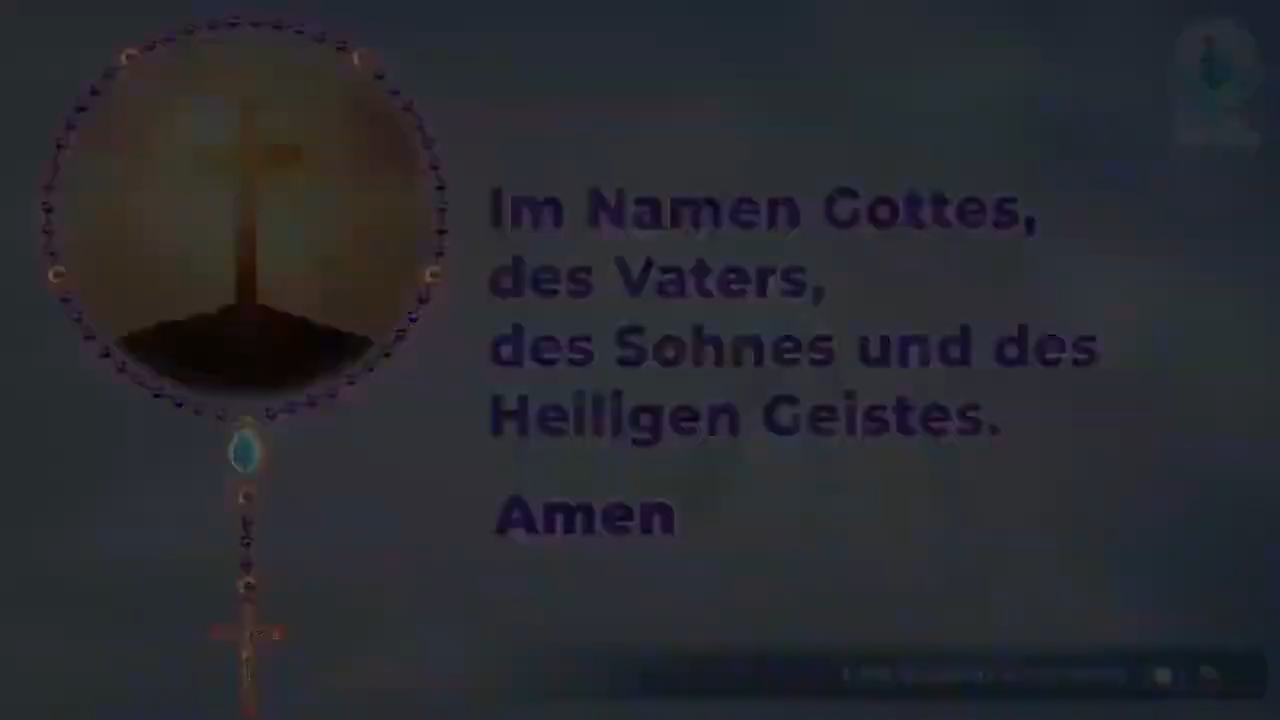 Im Namen Gottes,
des Vaters,
des Sohnes und des
Heiligen Geistes.
Amen